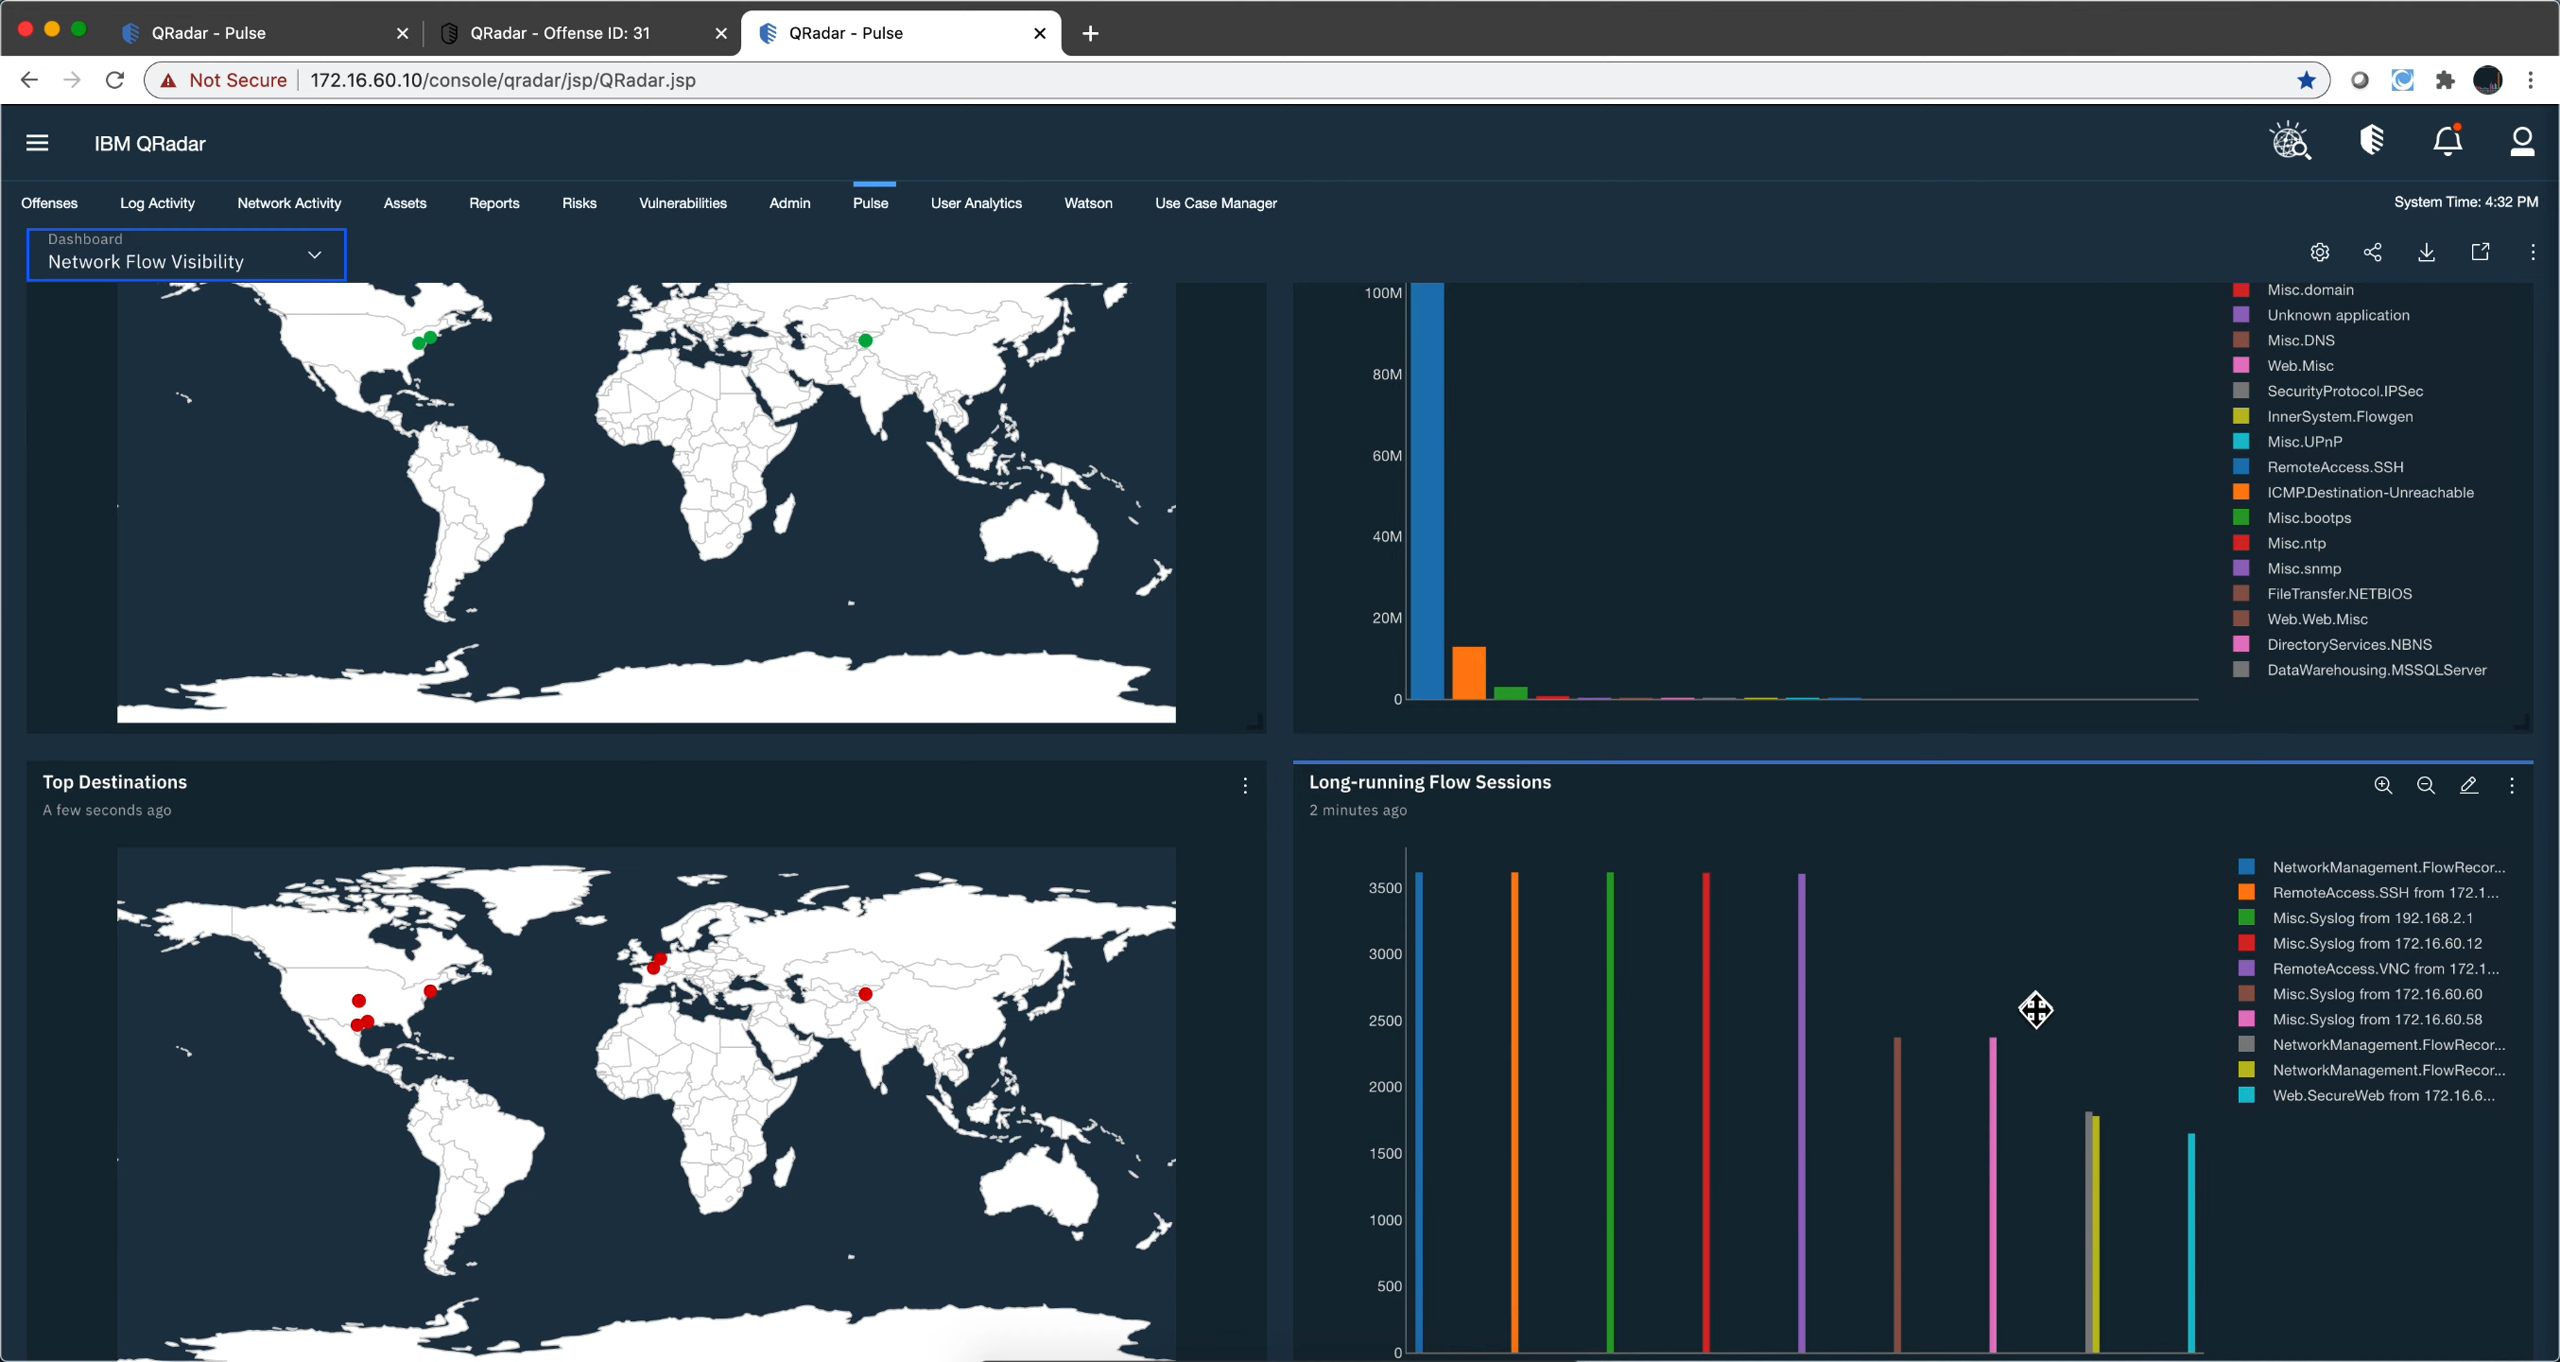 QRadar - Pulse
QRadar - Offense ID: 31
QRadar - Pulse
Not Secure
172.16.60.10/console/qradar/jsp/QRadar.jsp
IBM QRadar
Offenses
Log Activity
Network Activity
Assets
Reports
Risks
Vulnerabilities
Admin
Pulse
User Analytics
Watson
Use Case Manager
System Time: 4:32 PM
Dashboard
Network Flow Visibility
100M
80M
60M
40M
20M
0
Misc.domain
Unknown application
Misc.DNS
Web.Misc
SecurityProtocol.IPSec
InnerSystem.Flowgen
Misc.UPnP
RemoteAccess.SSH
ICMP.Destination-Unreachable
Misc.bootps
Misc.ntp
Misc.snmp
FileTransfer.NETBIOS
Web.Web.Misc
DirectoryServices.NBNS
DataWarehousing.MSSQLServer
Top Destinations
A few seconds ago
Long-running Flow Sessions
2 minutes ago
3500
3000
2500
2000
1500
1000
500
0
NetworkManagement.FlowRecor...
RemoteAccess.SSH from 172.1...
Misc.Syslog from 192.168.2.1
Misc.Syslog from 172.16.60.12
RemoteAccess.VNC from 172.1...
Misc.Syslog from 172.16.60.60
Misc.Syslog from 172.16.60.58
NetworkManagement.FlowRecor...
NetworkManagement.FlowRecor...
Web.SecureWeb from 172.16.6...